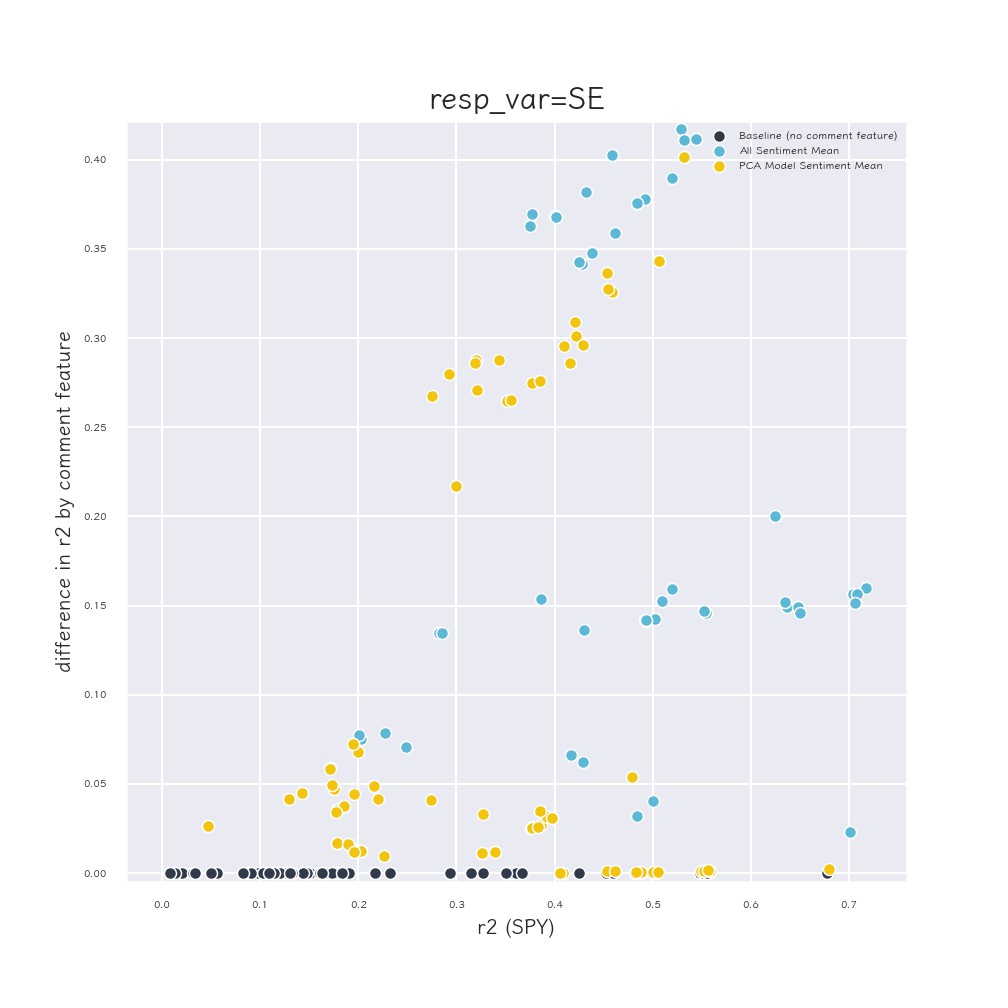 resp_var=SE
Baseline (no comment feature)
All Sentiment Mean
PCA Model Sentiment Mean
difference in r2 by comment feature
0.40
0.35
0.30
0.25
0.20
0.15
0.10
0.05
0.00
0.0 0.1 0.2 0.3 0.4 0.5 0.6 0.7
r2 (SPY)